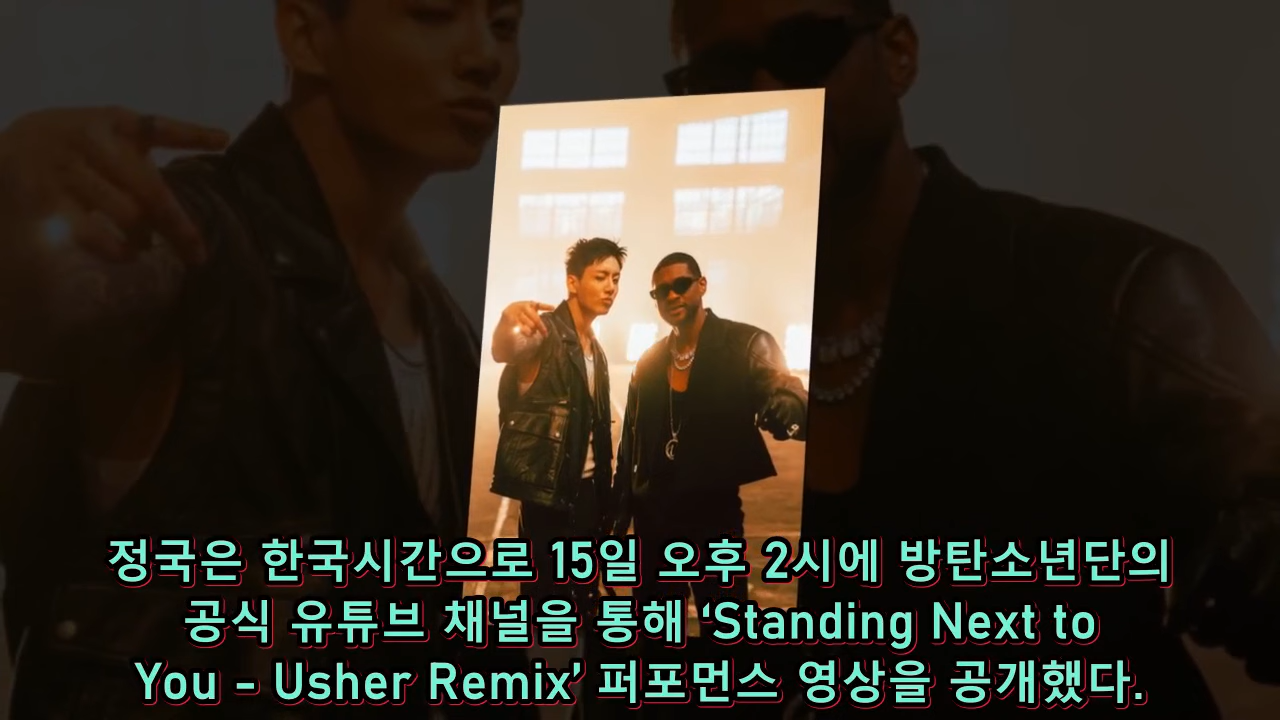 정국은 한국시간으로 15일 오후 2시에 방탄소년단의
공식 유튜브 채널을 통해 ‘Standing Next to
You - Usher Remix’ 퍼포먼스 영상을 공개했다.